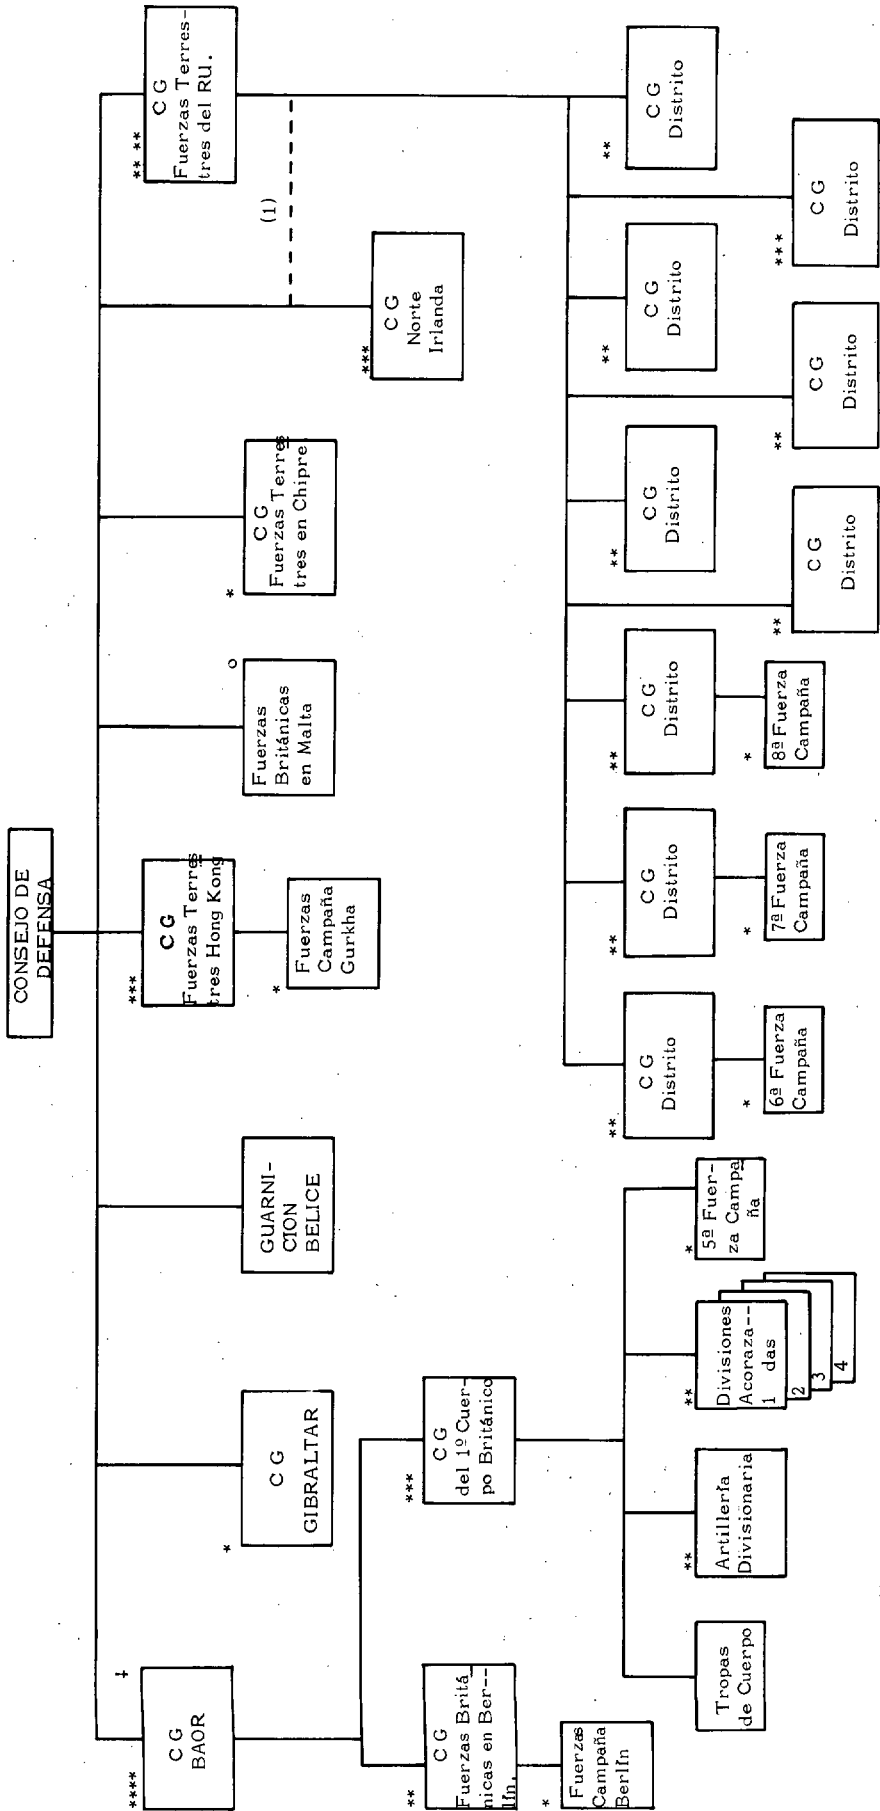 CONSEJO DE
DEFENSA
**** ‡
C G
BAOR
*
C G
GIBRALTAR
GUARNI-
CION
BELICE
***
C G
Fuerzas Terres
tres Hong Kong
*
Fuerzas
Campaña
Gurkha
o
Fuerzas
Británicas
en Malta
*
C G
Fuerzas Terres
tres en Chipre
***
C G
Norte
Irlanda
(1)
** **
C G
Fuerzas Terres-
tres del RU.
**
C G
Fuerzas Britá
nicas en Ber--
lín.
*
Fuerzas
Campaña
Berlín
***
C G
del 1º Cuer-
po Británico
Tropas
de Cuerpo
**
Artillería
Divisionaria
**
Divisiones
Acoraza--
1 das
2
3
4
*
5ª Fuer-
za Campa
ña
**
C G
Distrito
*
6ª Fuerza
Campaña
**
C G
Distrito
*
7ª Fuerza
Campaña
**
C G
Distrito
*
8ª Fuerza
Campaña
**
C G
Distrito
**
C G
Distrito
**
C G
Distrito
**
C G
Distrito
***
C G
Distrito
**
C G
Distrito